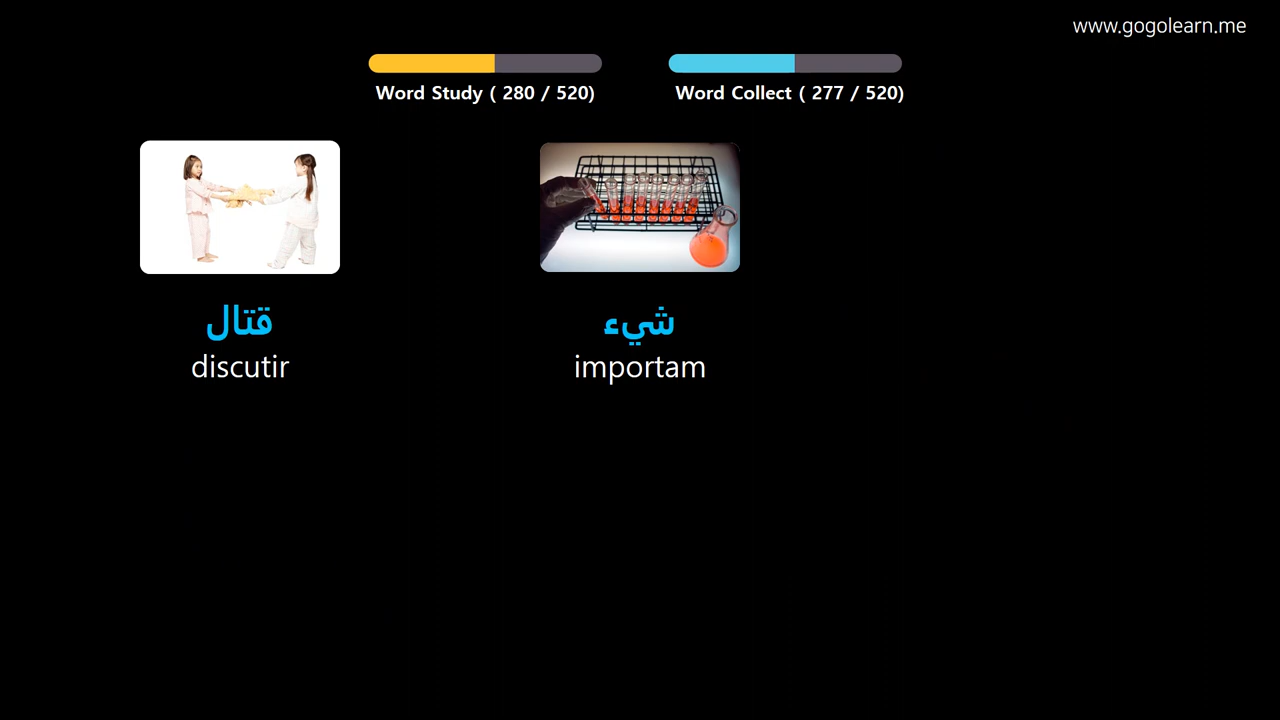 www.gogolearn.me
Word Study ( 280 / 520)
Word Collect ( 277 / 520)
قتال
discutir
شيء
importam